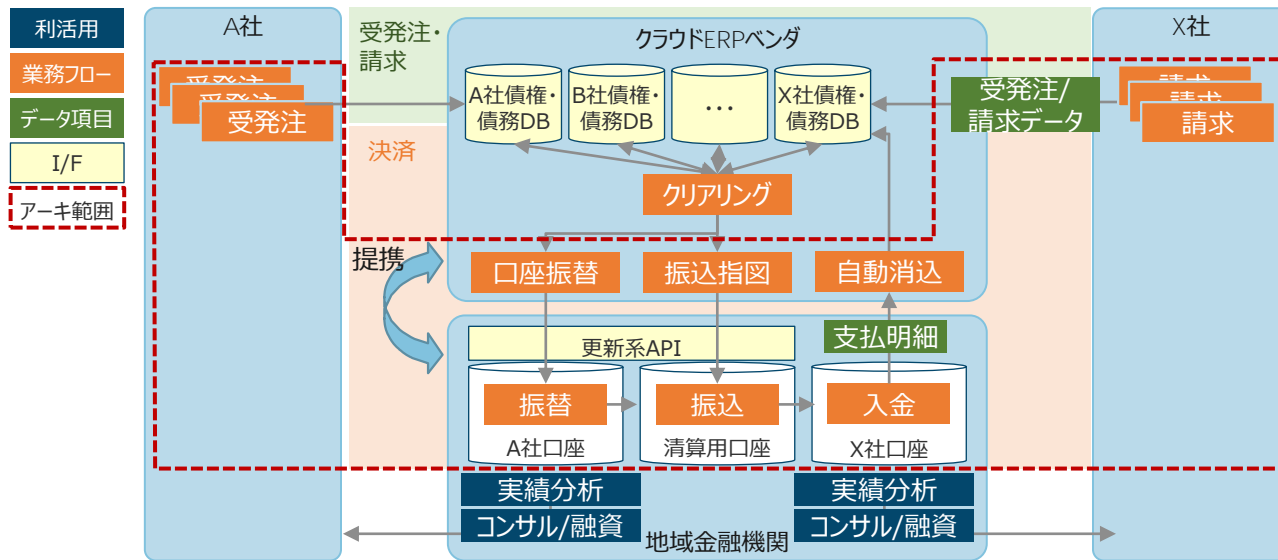 利活用
業務フロー
データ項目
I/F
アーキ範囲
A社
受発注
受発注
受発注
受発注・
請求
クラウドERPベンダ
A社債権・
債務DB
B社債権・
債務DB
…
X社債権・
債務DB
X社
受発注/
請求データ
請求
請求
請求
決済
クリアリング
提携
口座振替
振込指図
自動消込
支払明細
更新系API
振替
振込
入金
A社口座
清算用口座
X社口座
実績分析
コンサル/融資
実績分析
コンサル/融資
地域金融機関